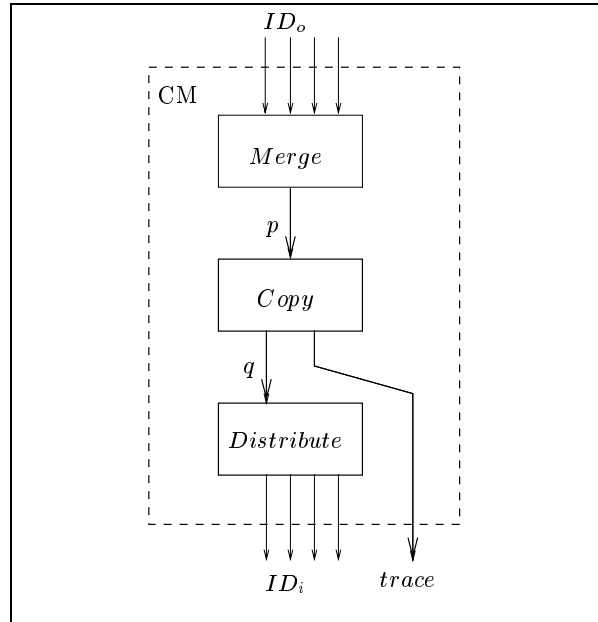 ID_o
CM
Merge
p
Copy
q
Distribute
ID_i
trace